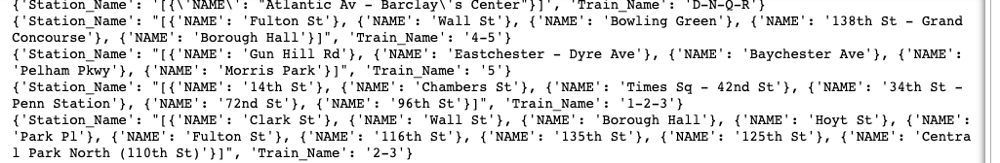 {'Station_Name': '[{\'NAME\': "Atlantic Av - Barclay\'s Center"}]', 'Train_Name': 'D-N-Q-R'}
{'Station_Name': "[{'NAME': 'Fulton St'}, {'NAME': 'Wall St'}, {'NAME': 'Bowling Green'}, {'NAME': '138th St - Grand
Concourse'}, {'NAME': 'Borough Hall'}]", 'Train_Name': '4-5'}
{'Station_Name': "[{'NAME': 'Gun Hill Rd'}, {'NAME': 'Eastchester - Dyre Ave'}, {'NAME': 'Baychester Ave'}, {'NAME':
'Pelham Pkwy'}, {'NAME': 'Morris Park'}]", 'Train_Name': '5'}
{'Station_Name': "[{'NAME': '14th St'}, {'NAME': 'Chambers St'}, {'NAME': 'Times Sq - 42nd St'}, {'NAME': '34th St -
Penn Station'}, {'NAME': '72nd St'}, {'NAME': '96th St'}]", 'Train_Name': '1-2-3'}
{'Station_Name': "[{'NAME': 'Clark St'}, {'NAME': 'Wall St'}, {'NAME': 'Borough Hall'}, {'NAME': 'Hoyt St'}, {'NAME':
'Park Pl'}, {'NAME': 'Fulton St'}, {'NAME': '116th St'}, {'NAME': '135th St'}, {'NAME': '125th St'}, {'NAME': 'Centra
l Park North (110th St)'}]", 'Train_Name': '2-3'}